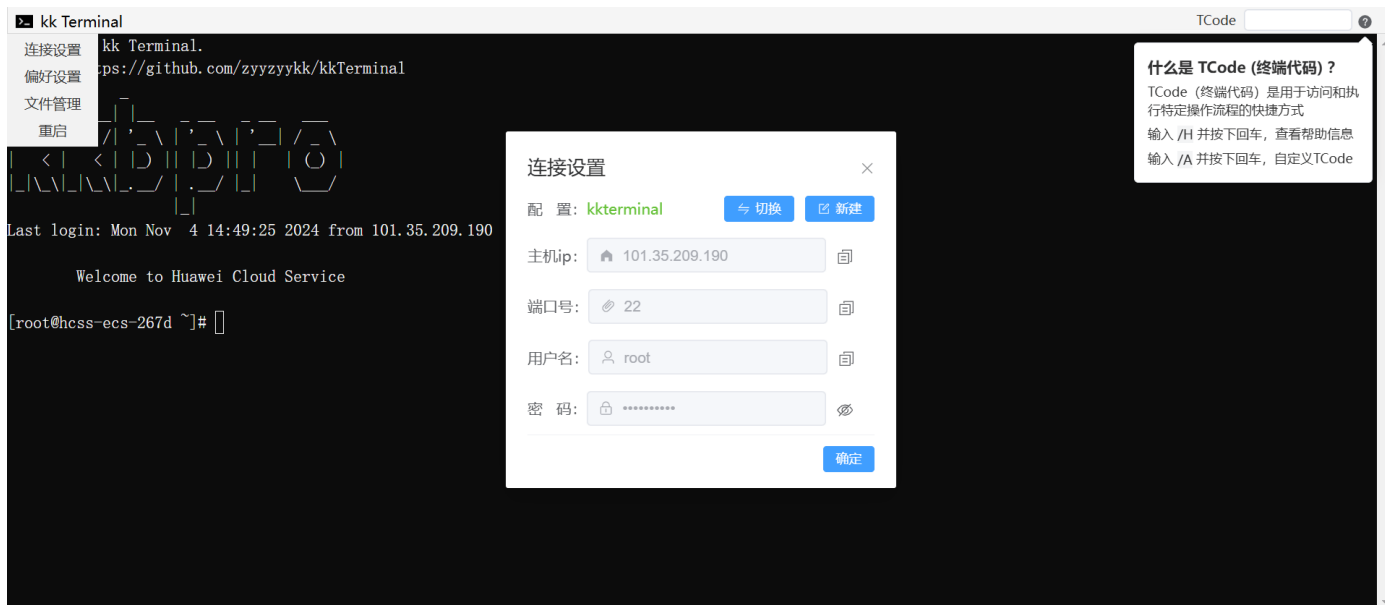 kk Terminal
TCode
连接设置
偏好设置
文件管理
重启
kk Terminal.
ps://github.com/zyyzyykk/kkTerminal
Last login: Mon Nov  4 14:49:25 2024 from 101.35.209.190
Welcome to Huawei Cloud Service
[root@hcss-ecs-267d ~]#
连接设置
配 置: kkterminal
切换
新建
主机ip: 101.35.209.190
端口号: 22
用户名: root
密 码: ••••••••••
确定
什么是 TCode (终端代码) ?
TCode（终端代码）是用于访问和执
行特定操作流程的快捷方式
输入 /H 并按下回车，查看帮助信息
输入 /A 并按下回车，自定义TCode